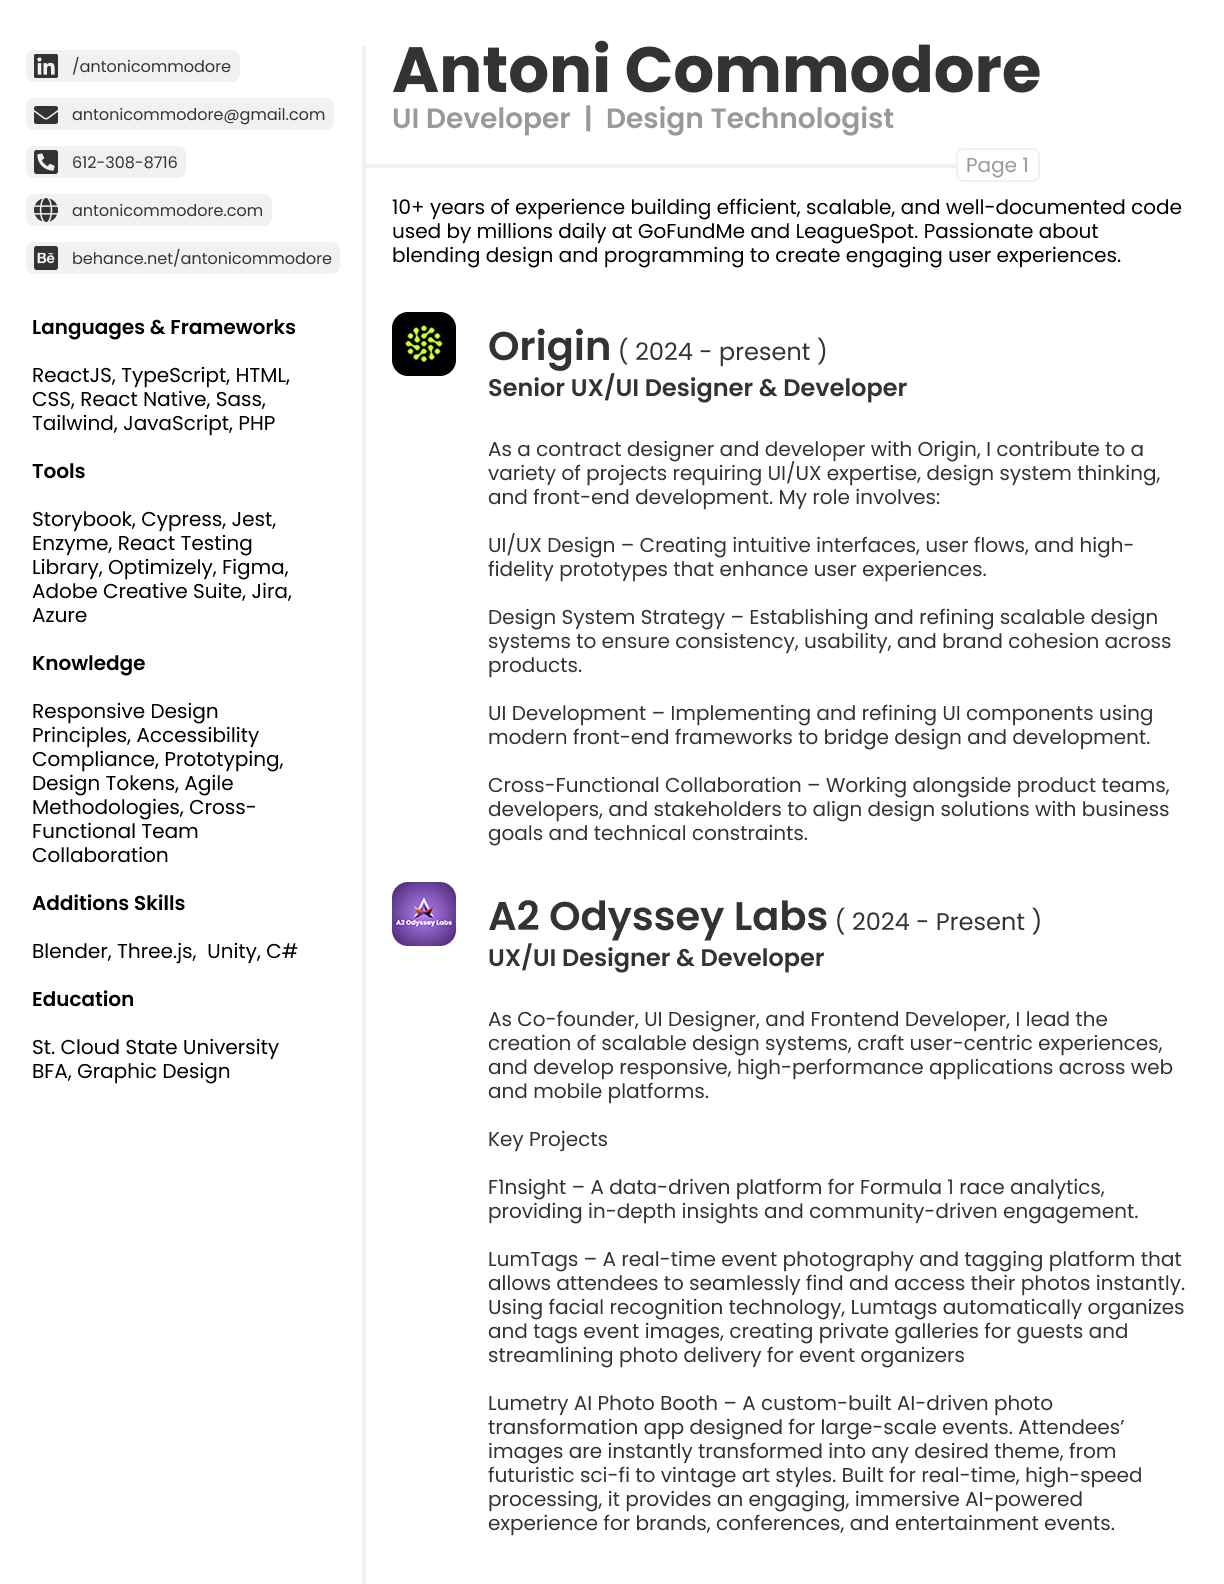 /antonicommodore
antonicommodore@gmail.com
612-308-8716
antonicommodore.com
Bē
behance.net/antonicommodore
Languages & Frameworks
ReactJS, TypeScript, HTML,
CSS, React Native, Sass,
Tailwind, JavaScript, PHP
Tools
Storybook, Cypress, Jest,
Enzyme, React Testing
Library, Optimizely, Figma,
Adobe Creative Suite, Jira,
Azure
Knowledge
Responsive Design
Principles, Accessibility
Compliance, Prototyping,
Design Tokens, Agile
Methodologies, Cross-
Functional Team
Collaboration
Additions Skills
Blender, Three.js,  Unity, C#
Education
St. Cloud State University
BFA, Graphic Design
Antoni Commodore
UI Developer | Design Technologist
Page 1
10+ years of experience building efficient, scalable, and well-documented code
used by millions daily at GoFundMe and LeagueSpot. Passionate about
blending design and programming to create engaging user experiences.
Origin ( 2024 - present )
Senior UX/UI Designer & Developer
As a contract designer and developer with Origin, I contribute to a
variety of projects requiring UI/UX expertise, design system thinking,
and front-end development. My role involves:
UI/UX Design – Creating intuitive interfaces, user flows, and high-
fidelity prototypes that enhance user experiences.
Design System Strategy – Establishing and refining scalable design
systems to ensure consistency, usability, and brand cohesion across
products.
UI Development – Implementing and refining UI components using
modern front-end frameworks to bridge design and development.
Cross-Functional Collaboration – Working alongside product teams,
developers, and stakeholders to align design solutions with business
goals and technical constraints.
A2 Odyssey Labs
A2 Odyssey Labs ( 2024 - Present )
UX/UI Designer & Developer
As Co-founder, UI Designer, and Frontend Developer, I lead the
creation of scalable design systems, craft user-centric experiences,
and develop responsive, high-performance applications across web
and mobile platforms.
Key Projects
F1nsight – A data-driven platform for Formula 1 race analytics,
providing in-depth insights and community-driven engagement.
LumTags – A real-time event photography and tagging platform that
allows attendees to seamlessly find and access their photos instantly.
Using facial recognition technology, Lumtags automatically organizes
and tags event images, creating private galleries for guests and
streamlining photo delivery for event organizers
Lumetry AI Photo Booth – A custom-built AI-driven photo
transformation app designed for large-scale events. Attendees’
images are instantly transformed into any desired theme, from
futuristic sci-fi to vintage art styles. Built for real-time, high-speed
processing, it provides an engaging, immersive AI-powered
experience for brands, conferences, and entertainment events.